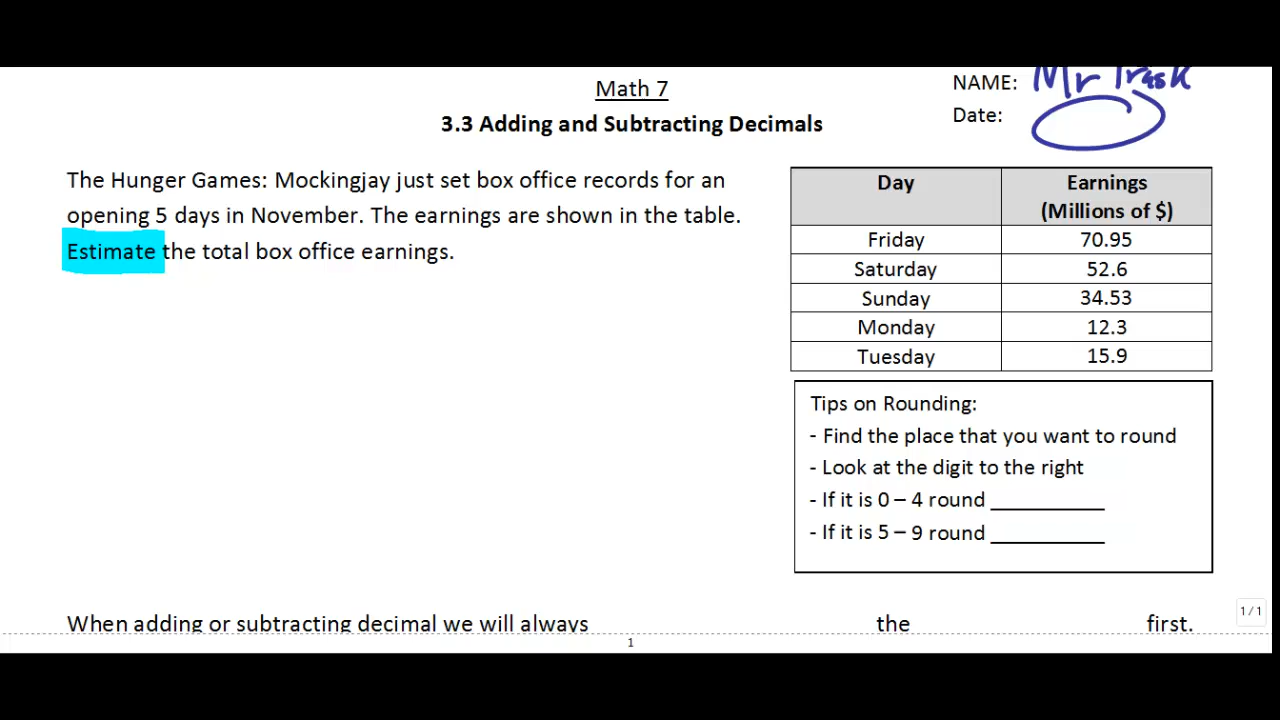 Math 7
NAME: Mr Trask
3.3 Adding and Subtracting Decimals
Date:
The Hunger Games: Mockingjay just set box office records for an
opening 5 days in November. The earnings are shown in the table.
Estimate the total box office earnings.
Day Earnings
(Millions of $)
Friday 70.95
Saturday 52.6
Sunday 34.53
Monday 12.3
Tuesday 15.9
Tips on Rounding:
- Find the place that you want to round
- Look at the digit to the right
- If it is 0 – 4 round __________
- If it is 5 – 9 round __________
When adding or subtracting decimal we will always the first.
1 / 1
1